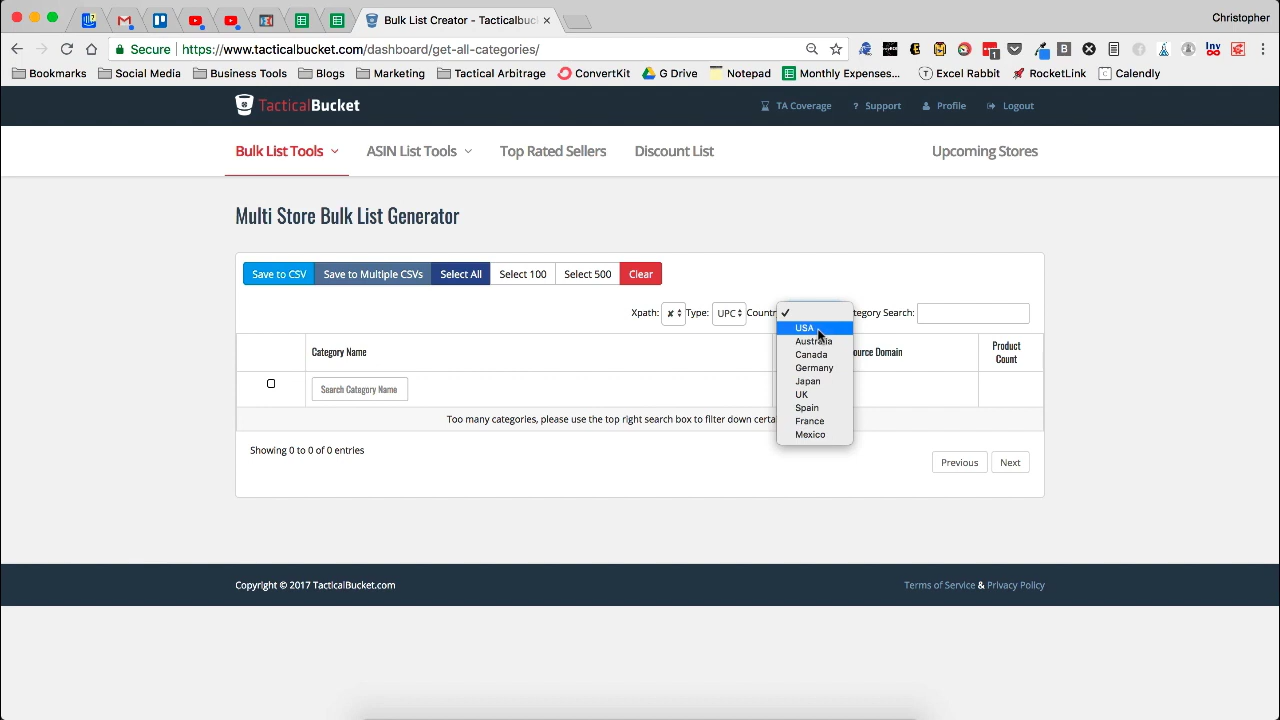 Bulk List Creator - Tacticalbuc
Christopher
Secure
https://www.tacticalbucket.com/dashboard/get-all-categories/
Bookmarks
Social Media
Business Tools
Blogs
Marketing
Tactical Arbitrage
ConvertKit
G Drive
Notepad
Monthly Expenses...
Excel Rabbit
RocketLink
Calendly
TacticalBucket
TA Coverage
? Support
Profile
Logout
Bulk List Tools
ASIN List Tools
Top Rated Sellers
Discount List
Upcoming Stores
Multi Store Bulk List Generator
Save to CSV
Save to Multiple CSVs
Select All
Select 100
Select 500
Clear
Xpath:
Type:
UPC
Countr
tegory Search:
USA
Australia
Canada
Germany
Japan
UK
Spain
France
Mexico
Category Name
ource Domain
Product
Count
Search Category Name
Too many categories, please use the top right search box to filter down certa
Showing 0 to 0 of 0 entries
Previous
Next
Copyright © 2017 TacticalBucket.com
Terms of Service & Privacy Policy